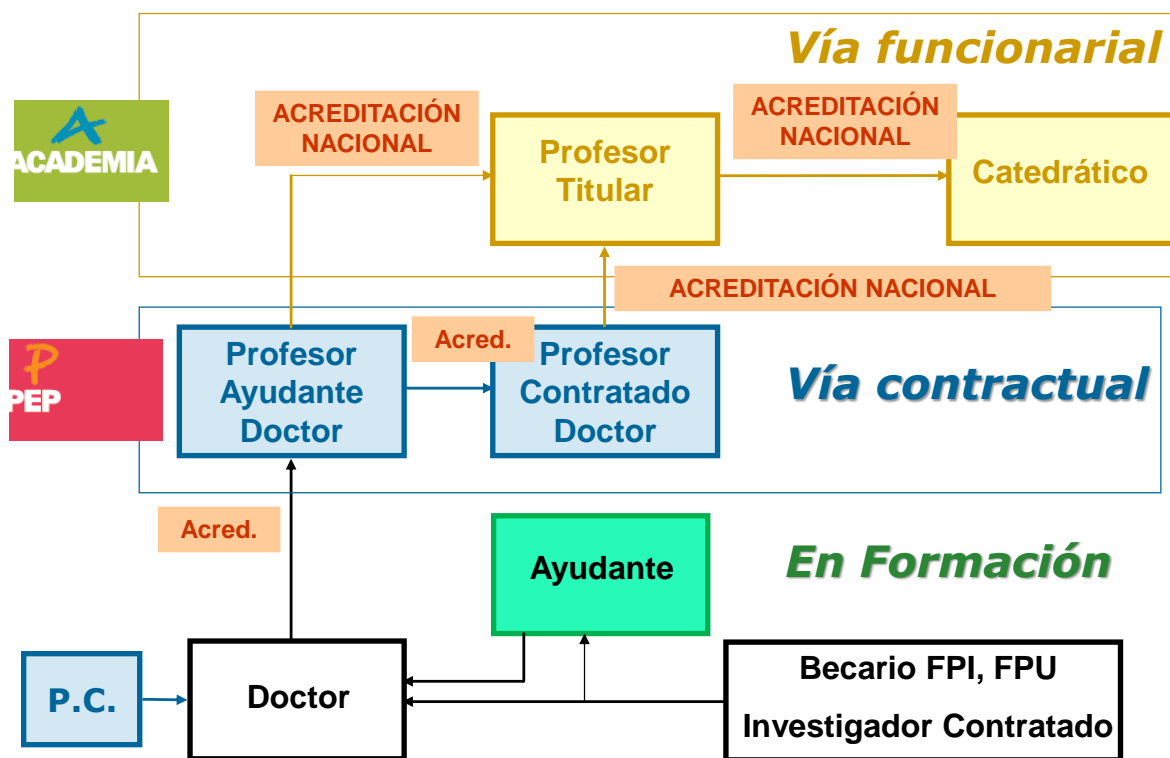 Vía funcionarial
ACREDITACIÓN
NACIONAL
ACREDITACIÓN
NACIONAL
ACADEMIA
Profesor
Titular
Catedrático
ACREDITACIÓN NACIONAL
PEP
Profesor
Ayudante
Doctor
Acred.
Profesor
Contratado
Doctor
Vía contractual
Acred.
Ayudante
En Formación
P.C.
Doctor
Becario FPI, FPU
Investigador Contratado